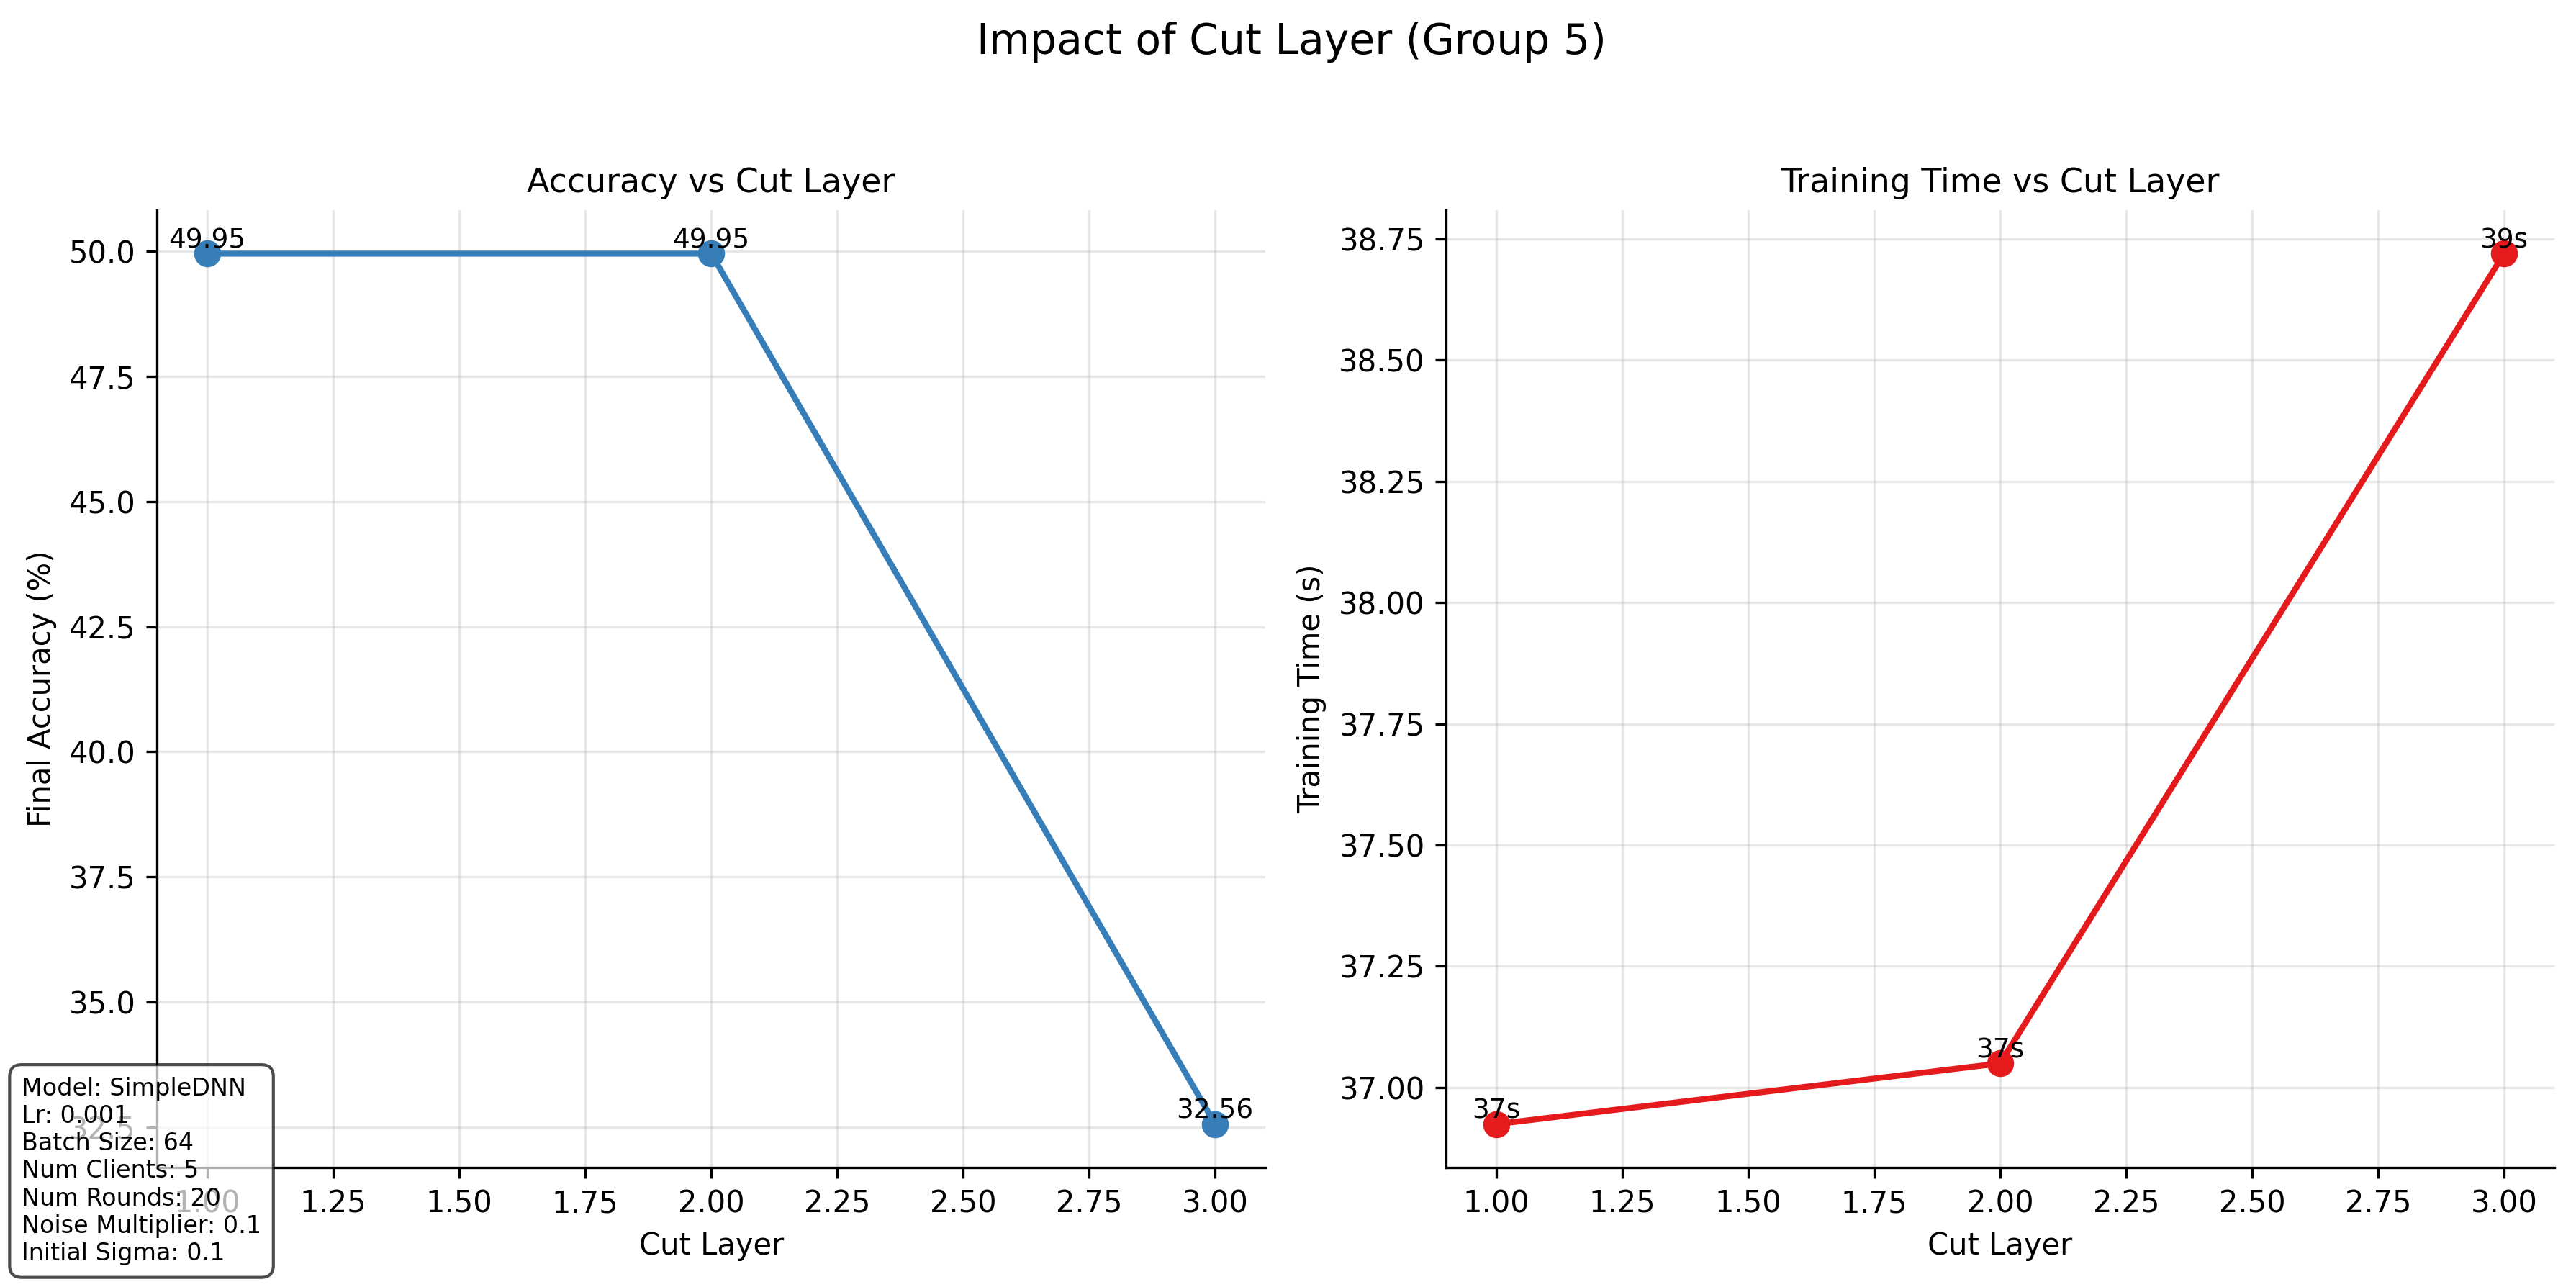 Impact of Cut Layer (Group 5)
Accuracy vs Cut Layer
Final Accuracy (%)
50.0
47.5
45.0
42.5
40.0
37.5
35.0
32.5
49.95
49.95
32.56
1.00 1.25 1.50 1.75 2.00 2.25 2.50 2.75 3.00
Cut Layer
Model: SimpleDNN
Lr: 0.001
Batch Size: 64
Num Clients: 5
Num Rounds: 20
Noise Multiplier: 0.1
Initial Sigma: 0.1
Training Time vs Cut Layer
Training Time (s)
38.75
38.50
38.25
38.00
37.75
37.50
37.25
37.00
37s
37s
39s
1.00 1.25 1.50 1.75 2.00 2.25 2.50 2.75 3.00
Cut Layer